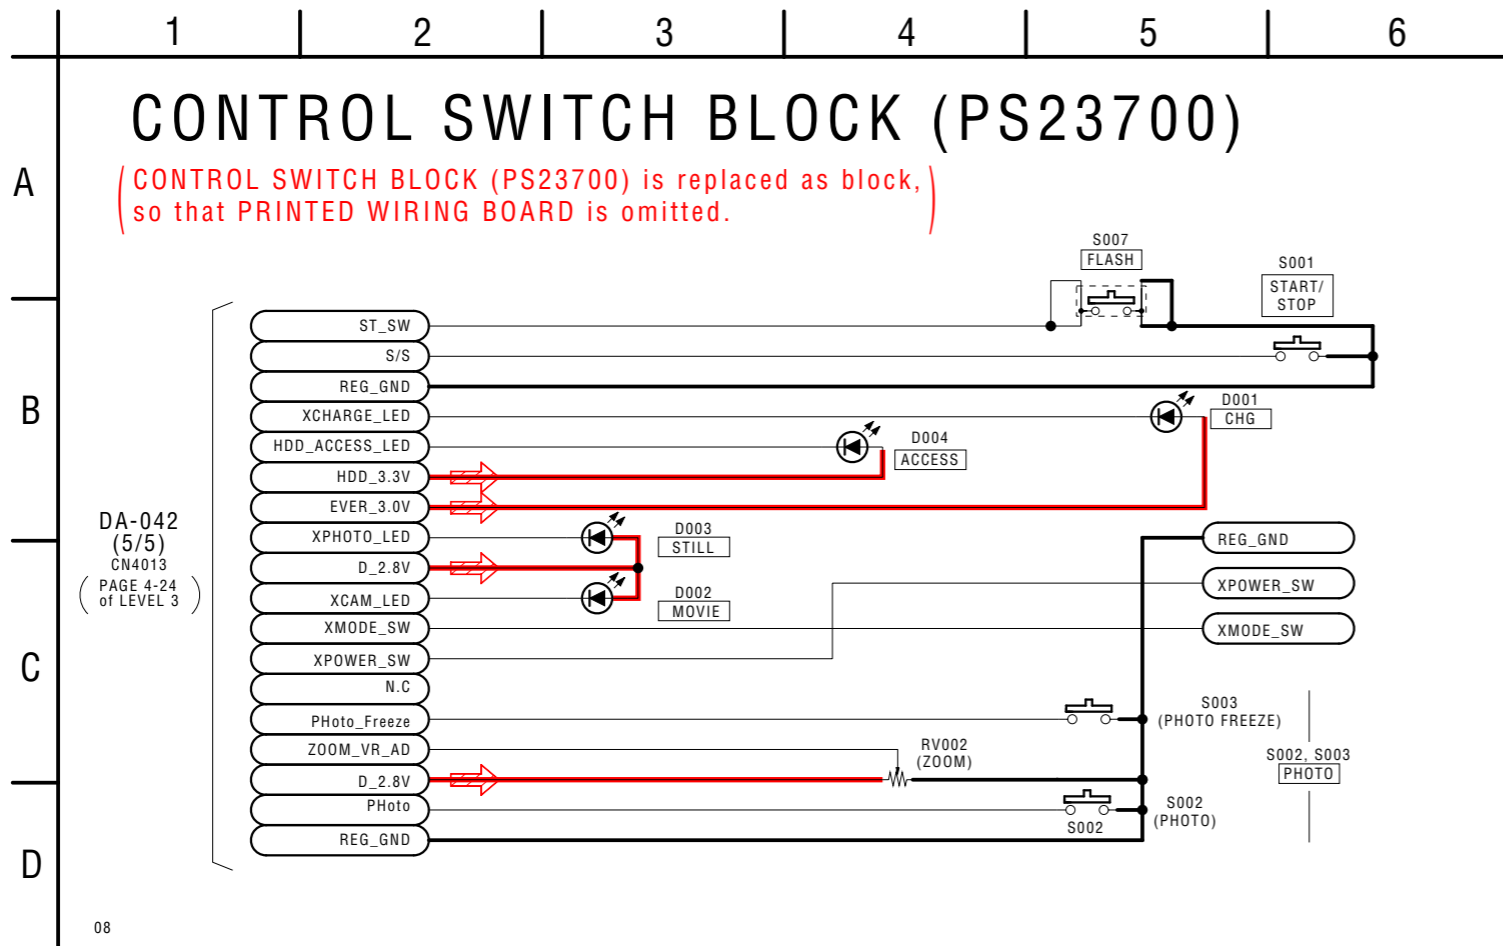 1 2 3 4 5 6
CONTROL SWITCH BLOCK (PS23700)
A
(CONTROL SWITCH BLOCK (PS23700) is replaced as block,
so that PRINTED WIRING BOARD is omitted.)
S007
FLASH
S001
START/
STOP
ST_SW
S/S
REG_GND
B
XCHARGE_LED
D001
CHG
HDD_ACCESS_LED
D004
ACCESS
HDD_3.3V
EVER_3.0V
DA-042
(5/5)
CN4013
(PAGE 4-24
of LEVEL 3)
XPHOTO_LED
D003
STILL
REG_GND
D_2.8V
XPOWER_SW
XCAM_LED
D002
MOVIE
XMODE_SW
XMODE_SW
C
XPOWER_SW
N.C
PHoto_Freeze
S003
(PHOTO FREEZE)
ZOOM_VR_AD
RV002
(ZOOM)
S002, S003
PHOTO
D_2.8V
PHoto
S002
S002
(PHOTO)
REG_GND
D
08